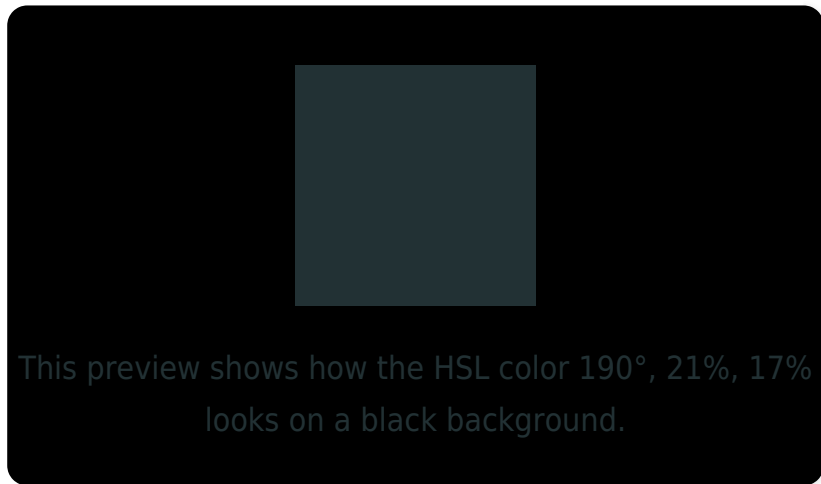 This preview shows how the HSL color 190°, 21%, 17%
looks on a black background.